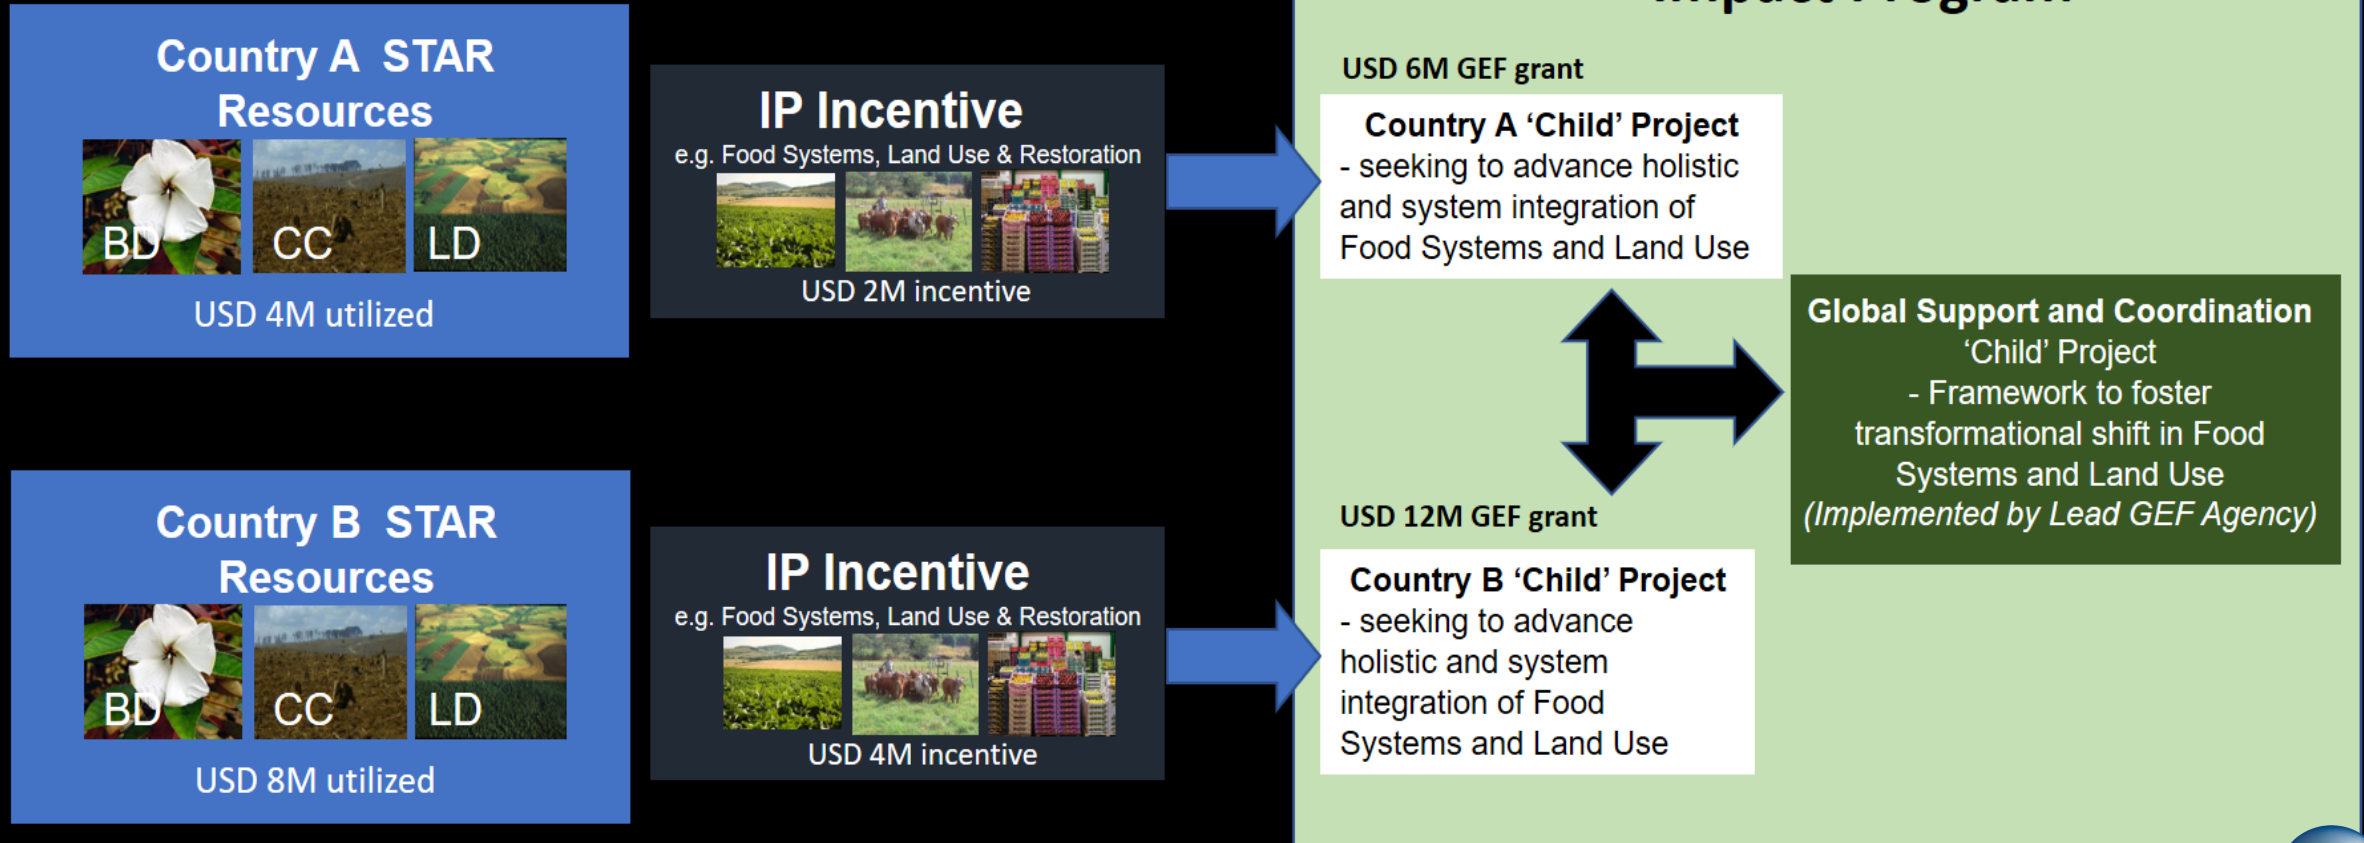 Impact Program
Country A STAR
Resources
BD
CC
LD
USD 4M utilized
IP Incentive
e.g. Food Systems, Land Use & Restoration
USD 2M incentive
USD 6M GEF grant
Country A ‘Child’ Project
- seeking to advance holistic
and system integration of
Food Systems and Land Use
Global Support and Coordination
‘Child’ Project
- Framework to foster
transformational shift in Food
Systems and Land Use
(Implemented by Lead GEF Agency)
Country B STAR
Resources
BD
CC
LD
USD 8M utilized
IP Incentive
e.g. Food Systems, Land Use & Restoration
USD 4M incentive
USD 12M GEF grant
Country B ‘Child’ Project
- seeking to advance
holistic and system
integration of Food
Systems and Land Use